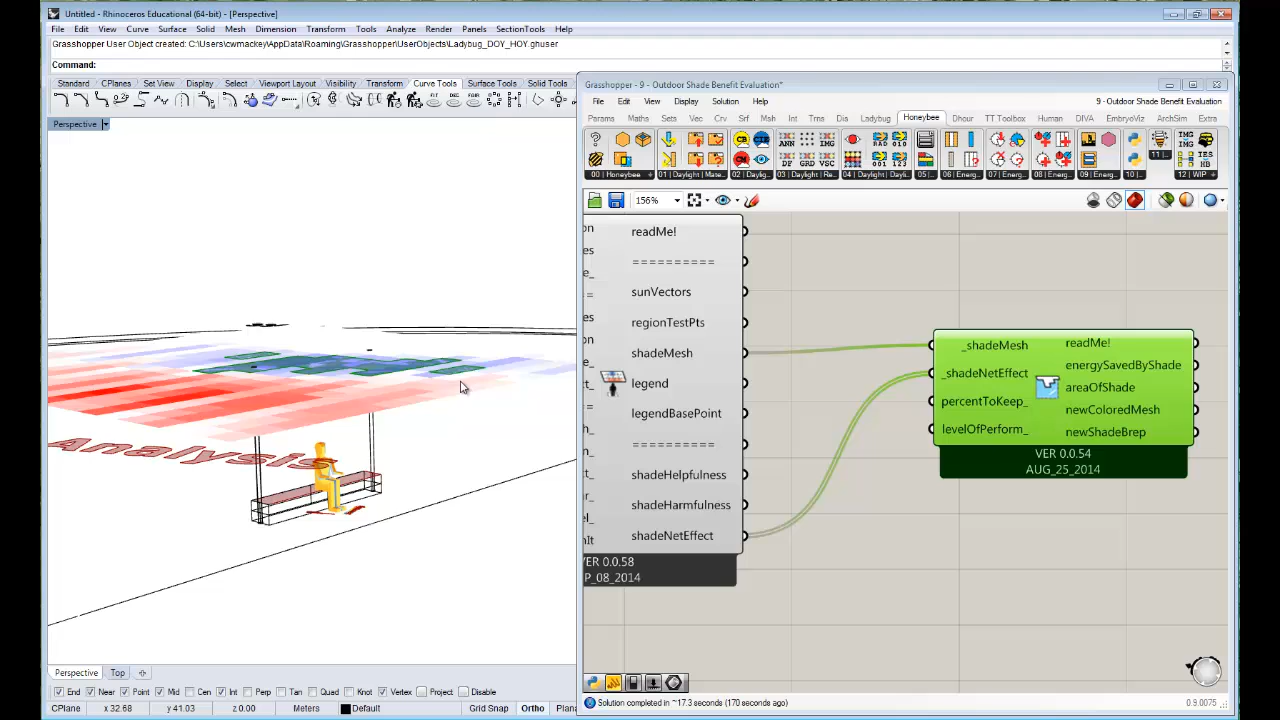 Untitled - Rhinoceros Educational (64-bit) - [Perspective]
File Edit View Curve Surface Solid Mesh Dimension Transform Tools Analyze Render Panels SectionTools Help
Grasshopper User Object created: C:\Users\cwmackey\AppData\Roaming\Grasshopper\UserObjects\Ladybug_DOY_HOY.ghuser
Command:
Standard CPlanes Set View Display Select Viewport Layout Visibility Transform Curve Tools Surface Tools Solid Tools
Perspective
Analysis
Perspective Top
End Near Point Mid Cen Int Perp Tan Quad Knot Vertex Project Disable
CPlane x 32.68 y 41.03 z 0.00 Meters Default Grid Snap Ortho Plana
Grasshopper - 9 - Outdoor Shade Benefit Evaluation*
File Edit View Display Solution Help 9 - Outdoor Shade Benefit Evaluation
Params Maths Sets Vec Crv Srf Msh Int Trns Dis Ladybug Honeybee Dhour TT Toolbox Human DIVA EmbryoViz ArchSim Extra
00 | Honeybee 01 | Daylight | Mate... 02 | Dayligh... 03 | Daylight | Re... 04 | Daylight | Dayli... 05 |... 06 | Energ... 07 | Energ... 08 | Energ... 09 | Energ... 10 |... 11 |... 12 | WIP
156%
readMe!
==========
sunVectors
regionTestPts
shadeMesh
legend
legendBasePoint
==========
shadeHelpfulness
shadeHarmfulness
shadeNetEffect
VER 0.0.58
P_08_2014
_shadeMesh
_shadeNetEffect
percentToKeep_
levelOfPerform_
readMe!
energySavedByShade
areaOfShade
newColoredMesh
newShadeBrep
VER 0.0.54
AUG_25_2014
Solution completed in ~17.3 seconds (170 seconds ago) 0.9.0075